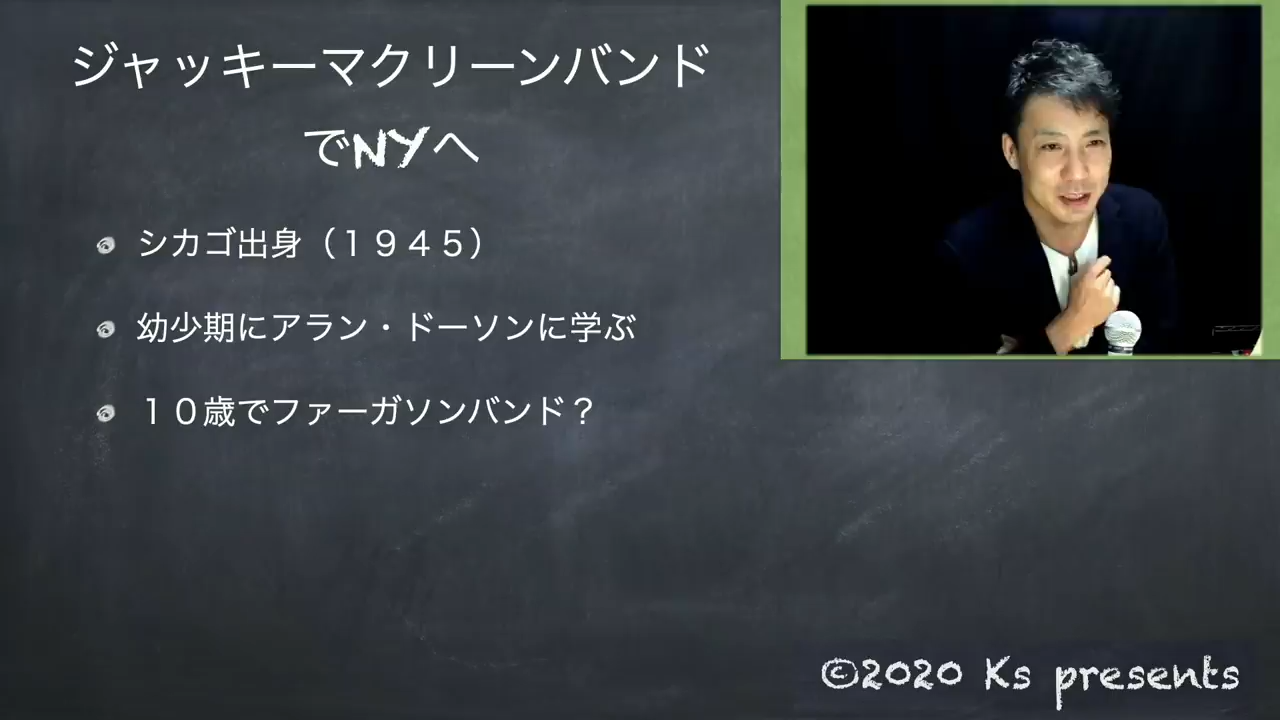 ジャッキーマクリーンバンド
でNYへ
シカゴ出身（１９４５）
幼少期にアラン・ドーソンに学ぶ
１０歳でファーガソンバンド？
©2020 Ks presents